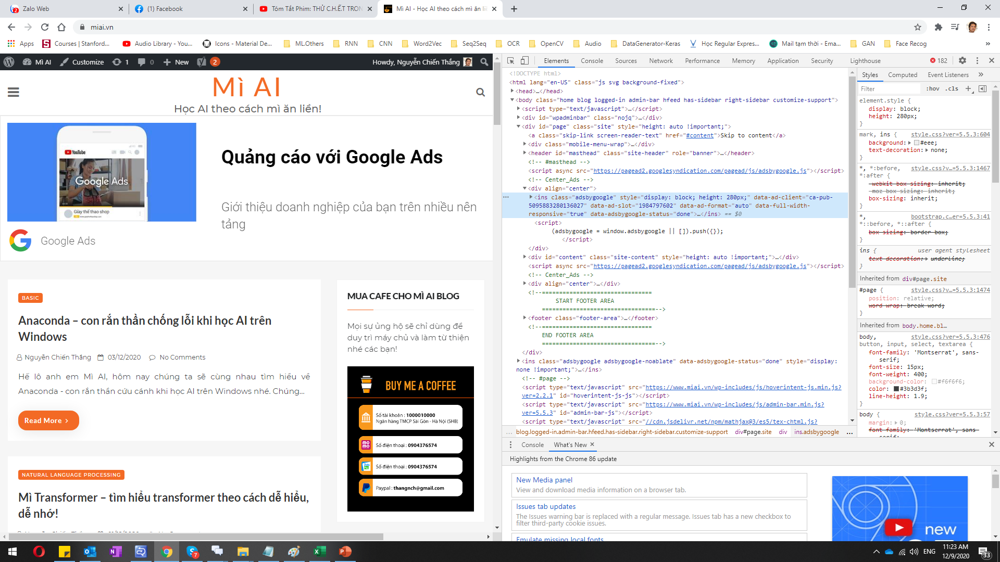 Zalo Web
(1) Facebook
Tóm Tắt Phim: THỬ C.H.Ế.T TRON
Mì AI - Học AI theo cách mì ăn liề
miai.vn
Apps
Courses | Stanford...
Audio Library - You...
Icons - Material De...
ML.Others
RNN
CNN
Word2Vec
Seq2Seq
OCR
OpenCV
Audio
DataGenerator-Keras
Học Regular Expres...
Mail tạm thời - Ema...
GAN
Face Recog
»
Mì AI
Customize
1
0
New
2
Howdy, Nguyễn Chiến Thắng
Mì AI
Học AI theo cách mì ăn liền!
YouTube
Google Ads
Giày thể thao shop
Quảng cáo với Google Ads
Giới thiệu doanh nghiệp của bạn trên nhiều nền
tảng
Google Ads
BASIC
Anaconda – con rắn thần chống lỗi khi học AI trên
Windows
Nguyễn Chiến Thắng 03/12/2020 No Comments
Hế lô anh em Mì AI, hôm nay chúng ta sẽ cùng nhau tìm hiểu về
Anaconda - con rắn thần cứu cánh khi học AI trên Windows nhé. Chúng...
Read More
NATURAL LANGUAGE PROCESSING
Mì Transformer – tìm hiểu transformer theo cách dễ hiểu,
dễ nhớ!
MUA CAFE CHO MÌ AI BLOG
Mọi sự ủng hộ sẽ chỉ dùng để
duy trì máy chủ và làm từ thiện
nhé các bạn!
BUY ME A COFFEE
Số tài khoản : 1000010000
Ngân hàng TMCP Sài Gòn - Hà Nội (SHB)
Số điện thoại : 0904376574
Số điện thoại : 0904376574
Paypal : thangnch@gmail.com
Elements
Console
Sources
Network
Performance
Memory
Application
Security
Lighthouse
182
<!DOCTYPE html>
<html lang="en-US" class="js svg background-fixed">
<head>…</head>
<body class="home blog logged-in admin-bar hfeed has-sidebar right-sidebar customize-support">
<script type="text/javascript">…</script>
<div id="wpadminbar" class="nojq">…</div>
<div id="page" class="site" style="height: auto !important;">
<a class="skip-link screen-reader-text" href="#content">Skip to content</a>
<div class="mobile-menu-wrap">…</div>
<header id="masthead" class="site-header" role="banner">…</header>
<!-- #masthead -->
<script async src="https://pagead2.googlesyndication.com/pagead/js/adsbygoogle.js"></script>
<!-- Center_Ads -->
<div align="center">
<ins class="adsbygoogle" style="display: block; height: 280px;" data-ad-client="ca-pub-
5095883280136027" data-ad-slot="1984797602" data-ad-format="auto" data-full-width-
responsive="true" data-adsbygoogle-status="done">…</ins> == $0
<script>
(adsbygoogle = window.adsbygoogle || []).push({});
</script>
</div>
<div id="content" class="site-content" style="height: auto !important;">…</div>
<script async src="https://pagead2.googlesyndication.com/pagead/js/adsbygoogle.js"></script>
<!-- Center_Ads -->
<div align="center">…</div>
<!--================================
START FOOTER AREA
=================================-->
<footer class="footer-area">…</footer>
<!--================================
END FOOTER AREA
=================================-->
</div>
<ins class="adsbygoogle adsbygoogle-noablate" data-adsbygoogle-status="done" style="display:
none !important;">…</ins>
<!-- #page -->
<script type="text/javascript" src="https://www.miai.vn/wp-includes/js/hoverintent-js.min.js?
ver=2.2.1" id="hoverintent-js-js"></script>
<script type="text/javascript" src="https://www.miai.vn/wp-includes/js/admin-bar.min.js?
ver=5.5.3" id="admin-bar-js"></script>
<script type="text/javascript" src="//cdn.jsdelivr.net/npm/mathjax@3/es5/tex-chtml.js?
... blog.logged-in.admin-bar.hfeed.has-sidebar.right-sidebar.customize-support div#page.site div ins.adsbygoogle ...
Styles
Computed
Event Listeners
»
Filter
:hov .cls +
element.style {
display: block;
height: 280px;
}
mark, ins { style.css?ver=5.5.3:604
background: #eee;
text-decoration: none;
}
*, *:before, style.css?v…=5.5.3:1467
*:after {
-webkit-box-sizing: inherit;
-moz-box-sizing: inherit;
box-sizing: inherit;
}
*, bootstrap.c…er=5.5.3:41
*::before, *::after {
box-sizing: border-box;
}
ins { user agent stylesheet
text-decoration: underline;
}
Inherited from div#page.site
#page { style.css?v…=5.5.3:1474
position: relative;
word-wrap: break-word;
}
Inherited from body.home.bl…
body, style.css?ver=5.5.3:476
button, input, select, textarea {
font-family: 'Montserrat', sans-
serif;
font-size: 15px;
font-weight: 400;
background-color: #f6f6f6;
color: #3b3d3f;
line-height: 1.9;
}
body { style.css?ver=5.5.3:57
margin: 0;
font-family: 'Montserrat', sans-
serif;
Console
What's New
Highlights from the Chrome 86 update
New Media panel
View and download media information on a browser tab.
Issues tab updates
The Issues warning bar is replaced with a regular message. Issues tab has a new checkbox to
filter third-party cookie issues.
Emulate missing local fonts
new
7
ENG
11:23 AM
12/9/2020
33